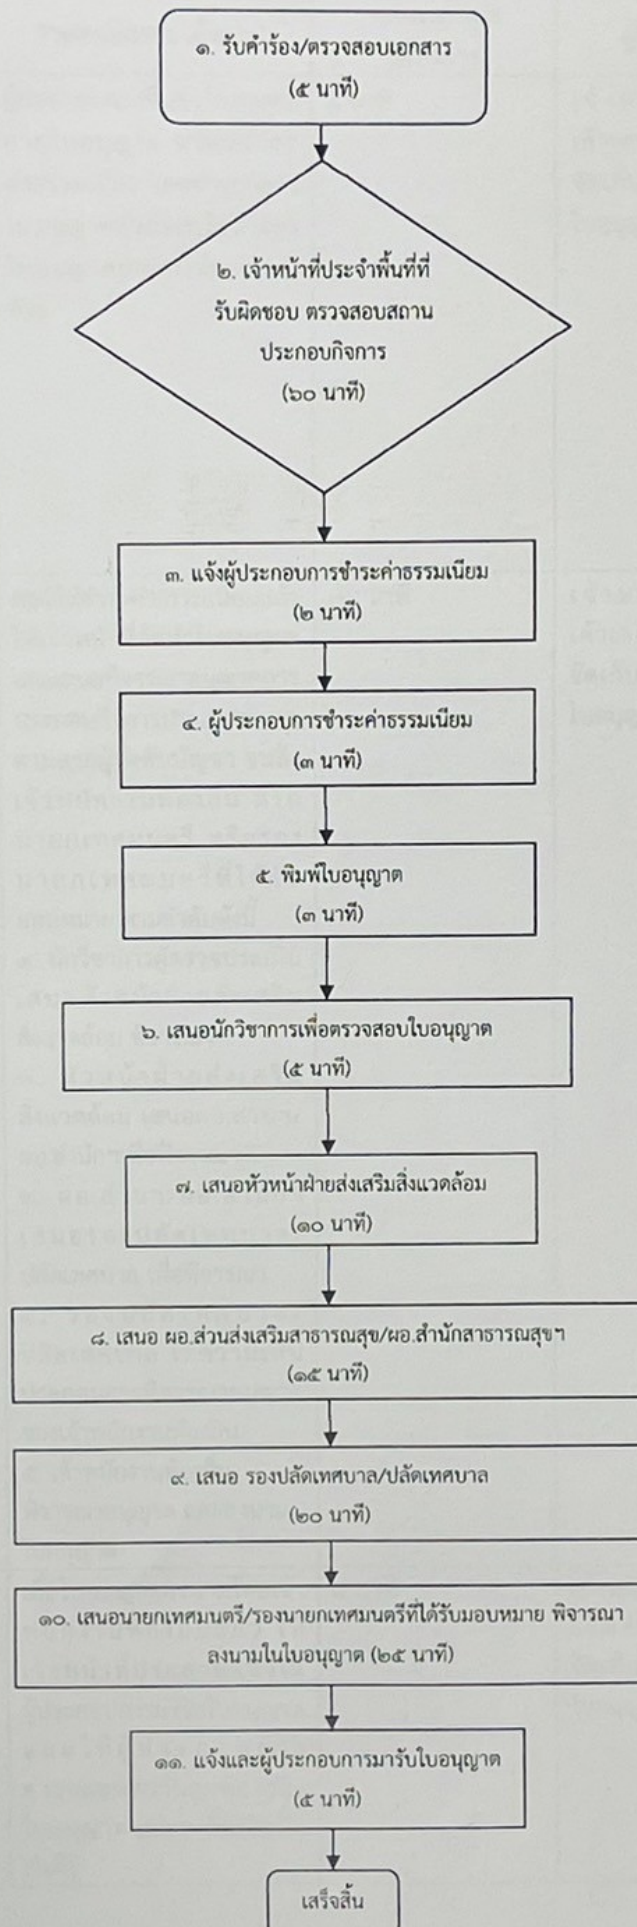 ๑. รับคำร้อง/ตรวจสอบเอกสาร
(๕ นาที)
๒. เจ้าหน้าที่ประจำพื้นที่ที่
รับผิดชอบ ตรวจสอบสถาน
ประกอบกิจการ
(๖๐ นาที)
๓. แจ้งผู้ประกอบการชำระค่าธรรมเนียม
(๒ นาที)
๔. ผู้ประกอบการชำระค่าธรรมเนียม
(๓ นาที)
๕. พิมพ์ใบอนุญาต
(๓ นาที)
๖. เสนอนักวิชาการเพื่อตรวจสอบใบอนุญาต
(๕ นาที)
๗. เสนอหัวหน้าฝ่ายส่งเสริมสิ่งแวดล้อม
(๑๐ นาที)
๘. เสนอ ผอ.ส่วนส่งเสริมสาธารณสุข/ผอ.สำนักสาธารณสุขฯ
(๑๕ นาที)
๙. เสนอ รองปลัดเทศบาล/ปลัดเทศบาล
(๒๐ นาที)
๑๐. เสนอนายกเทศมนตรี/รองนายกเทศมนตรีที่ได้รับมอบหมาย พิจารณา
ลงนามในใบอนุญาต (๒๕ นาที)
๑๑. แจ้งและผู้ประกอบการมารับใบอนุญาต
(๕ นาที)
เสร็จสิ้น